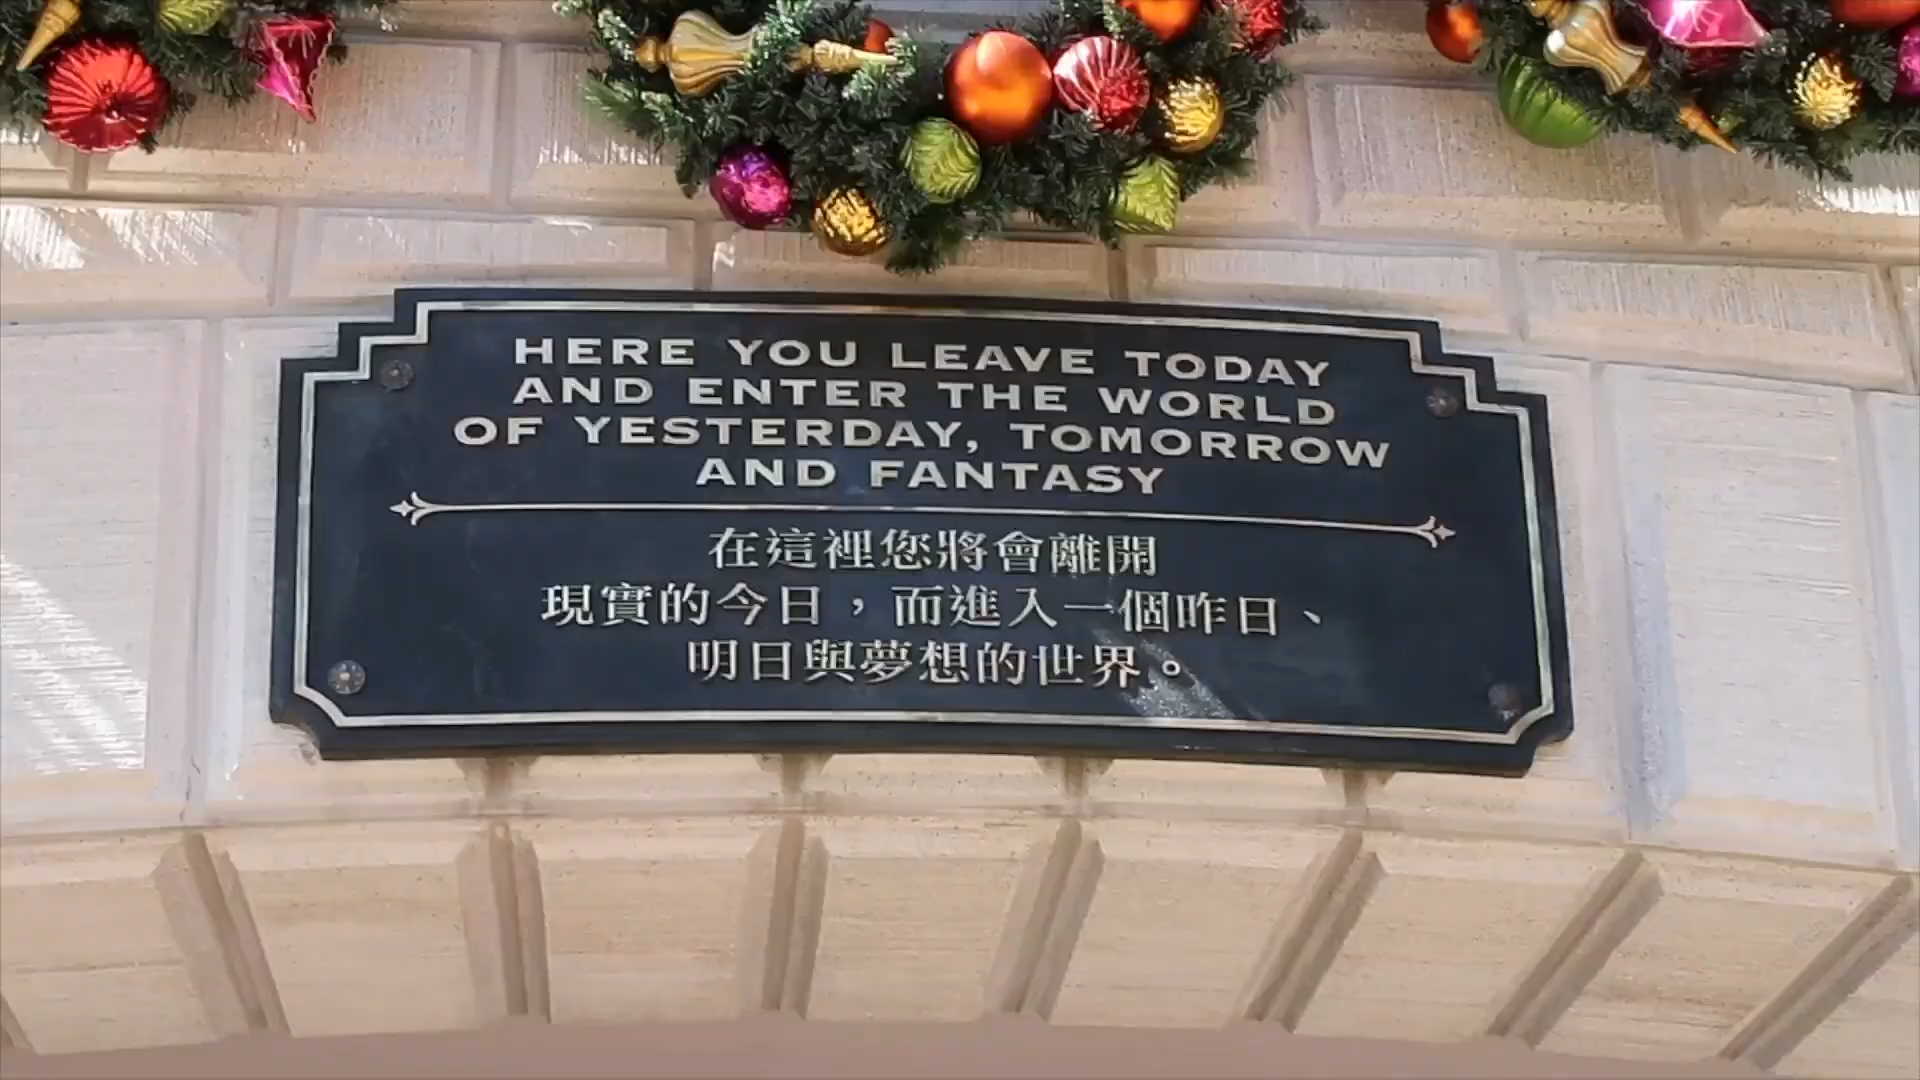 HERE YOU LEAVE TODAY
AND ENTER THE WORLD
OF YESTERDAY, TOMORROW
AND FANTASY
在這裡您將會離開
現實的今日，而進入一個昨日、
明日與夢想的世界。